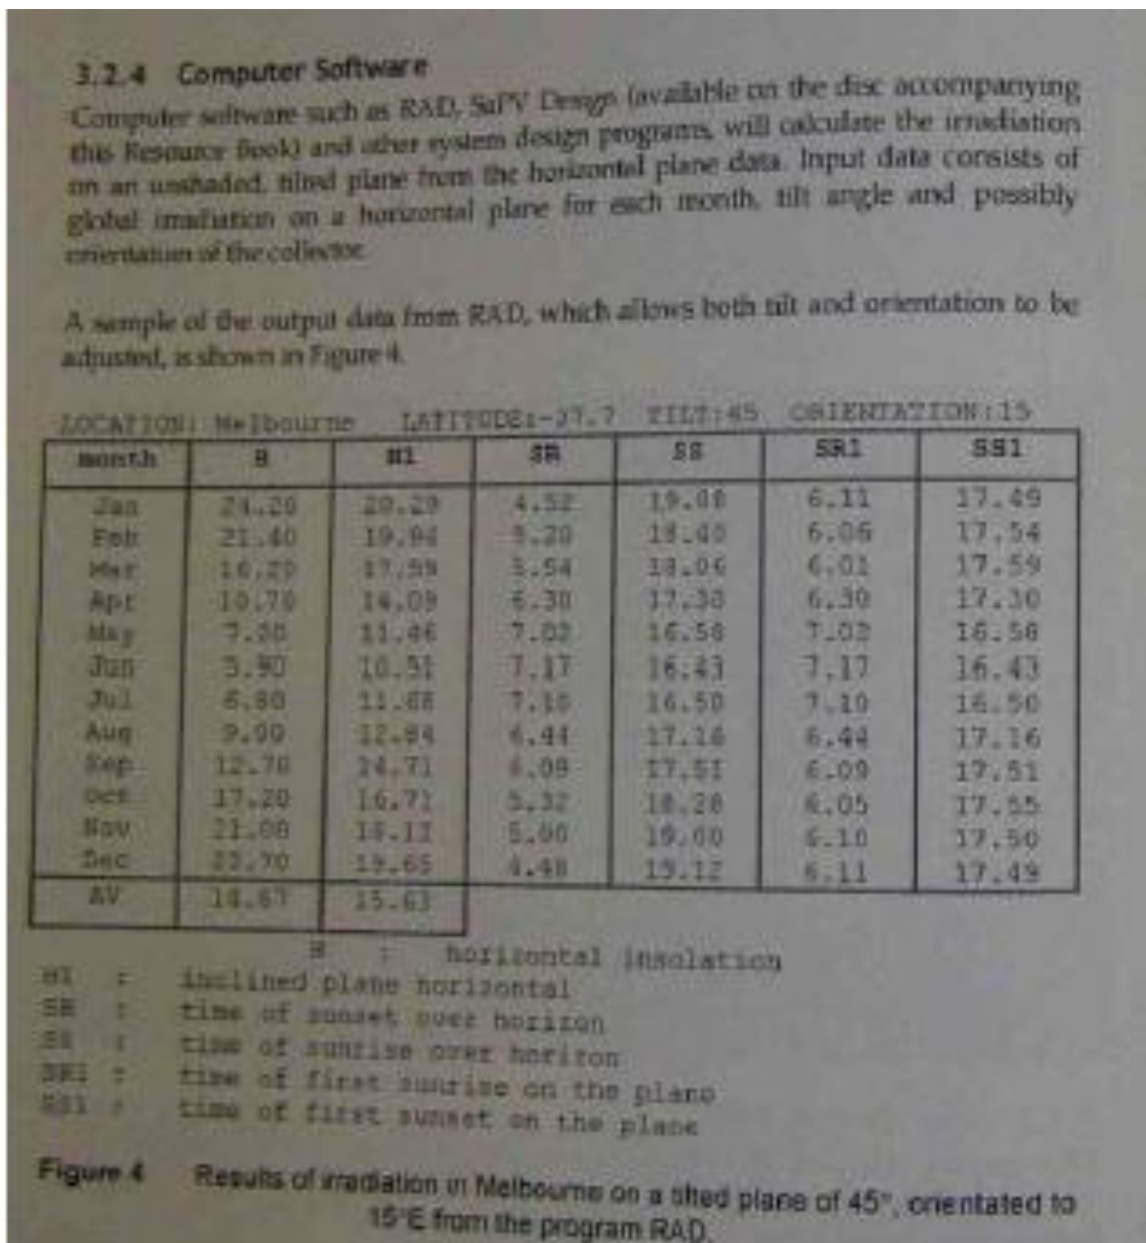 3.2.4 Computer Software
Computer software such as RAD, SaPV Design (available on the disc accompanying
this Resource Book) and other system design programs, will calculate the irradiation
on an unshaded, tilted plane from the horizontal plane data. Input data consists of
global irradiation on a horizontal plane for each month, tilt angle and possibly
orientation of the collector.
A sample of the output data from RAD, which allows both tilt and orientation to be
adjusted, is shown in Figure 4.
LOCATION: Melbourne LATITUDE:-37.7 TILT:45 ORIENTATION:15
month H H1 SR SS SR1 SS1
Jan 24.20 20.29 4.52 19.08 6.11 17.49
Feb 21.40 19.94 5.20 18.40 6.06 17.54
Mar 16.20 17.59 5.54 18.06 6.01 17.59
Apr 10.70 14.09 6.30 17.30 6.30 17.30
May 11.46 7.02 16.58 7.02 16.58
Jun 5.90 10.51 7.17 16.43 7.17 16.43
Jul 6.80 11.68 7.10 16.50 7.10 16.50
Aug 9.00 12.84 6.44 17.16 6.44 17.16
Sep 12.70 14.71 6.09 17.51 6.09 17.51
Oct 17.20 16.71 5.32 18.28 6.05 17.55
Nov 21.00 5.00 19.00 6.10 17.50
Dec 23.70 19.65 4.48 19.12 6.11 17.49
AV 14.67 15.63
H : horizontal insolation
H1 : inclined plane horizontal
SR : time of sunset over horizon
SS : time of sunrise over horizon
SR1 : time of first sunrise on the plane
SS1 : time of first sunset on the plane
Figure 4 Results of irradiation in Melbourne on a tilted plane of 45°, orientated to
15°E from the program RAD.